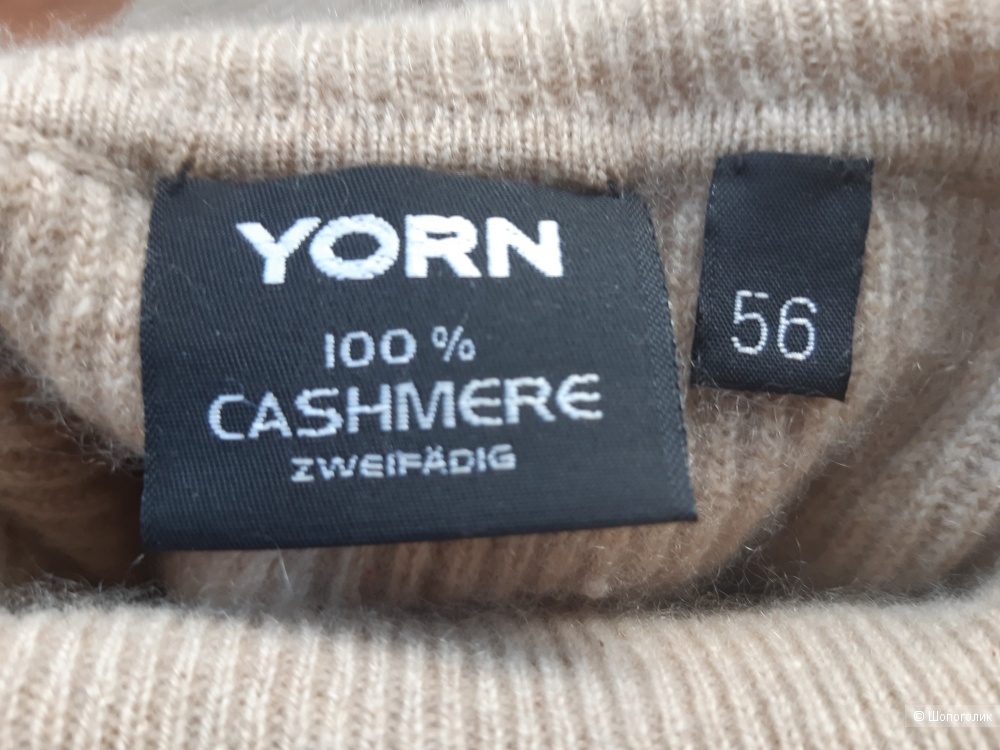 YORN
100 %
CASHMERE
ZWEIFÄDIG
56
© Шопоголик